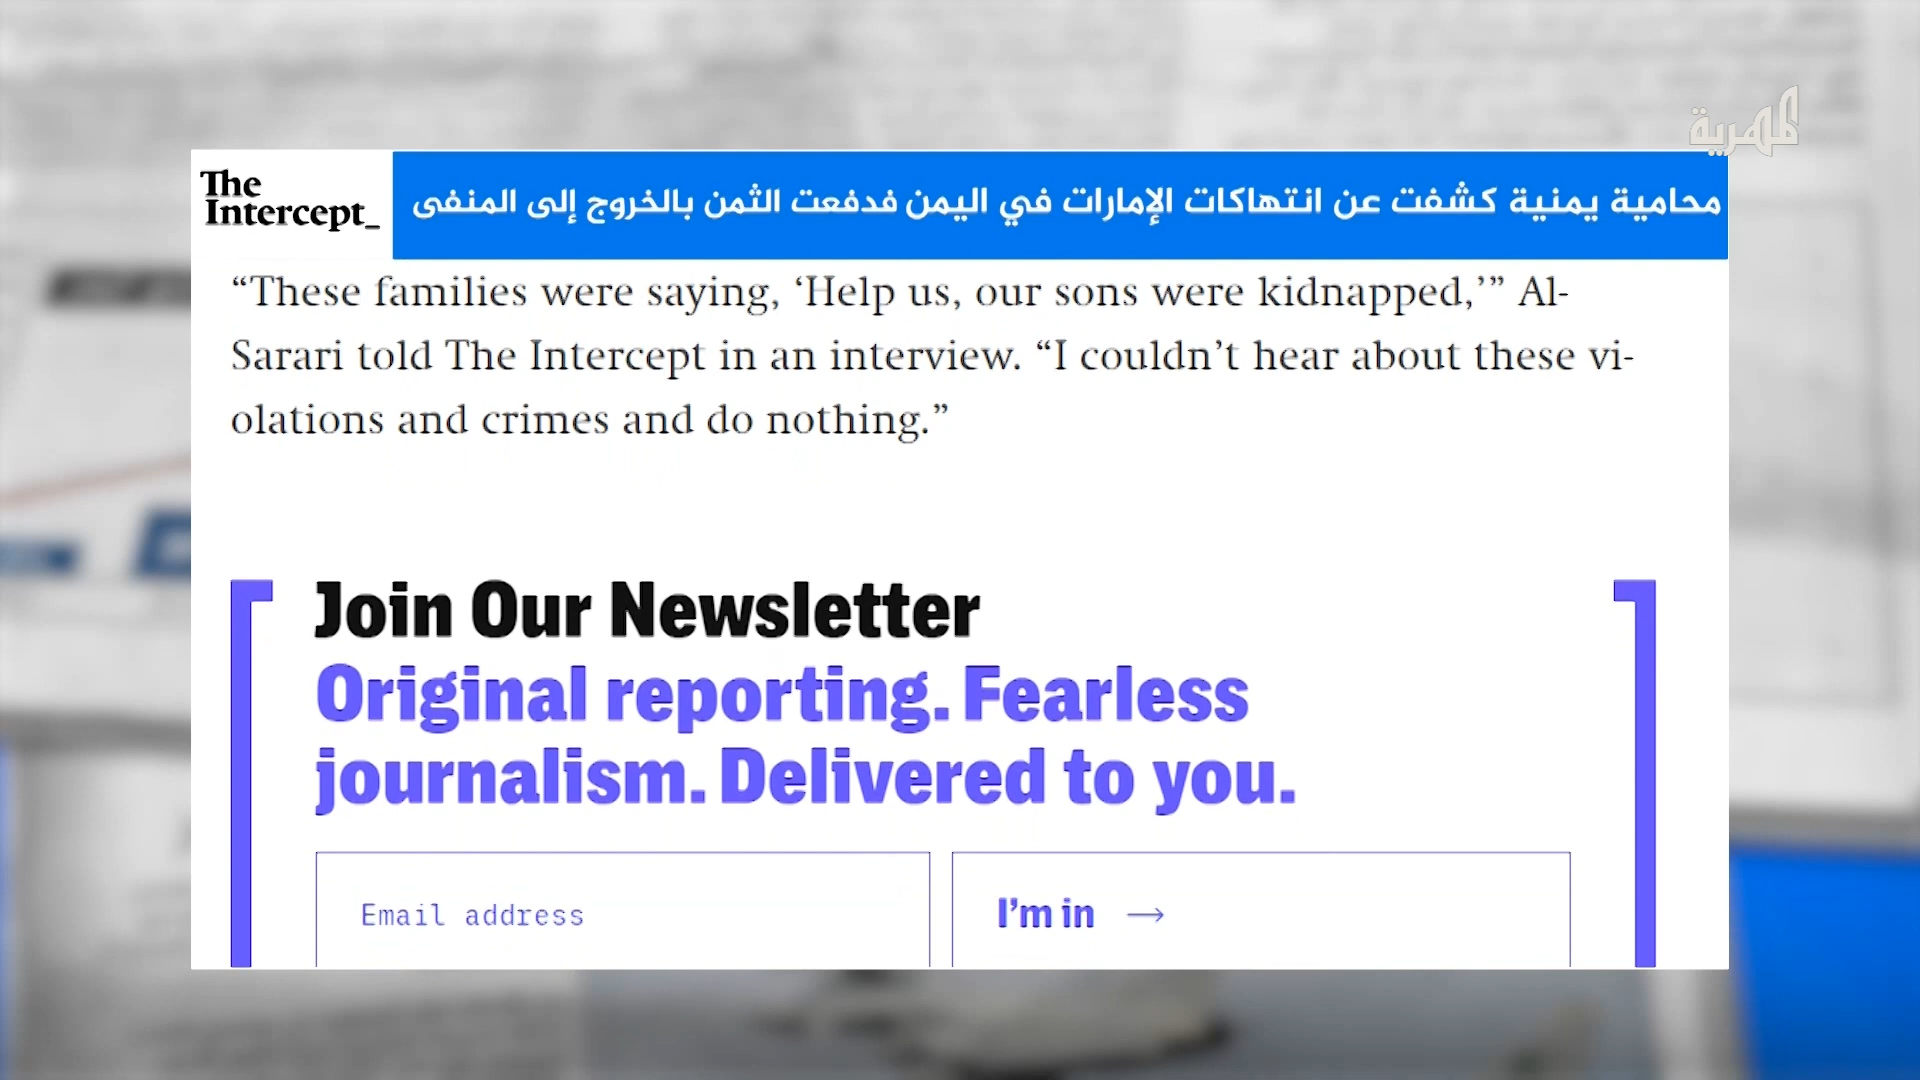 المهرية
The
Intercept_
محامية يمنية كشفت عن انتهاكات الإمارات في اليمن فدفعت الثمن بالخروج إلى المنفى
“These families were saying, ‘Help us, our sons were kidnapped,’” Al-
Sarari told The Intercept in an interview. “I couldn’t hear about these vi-
olations and crimes and do nothing.”
Join Our Newsletter
Original reporting. Fearless
journalism. Delivered to you.
Email address
I’m in →